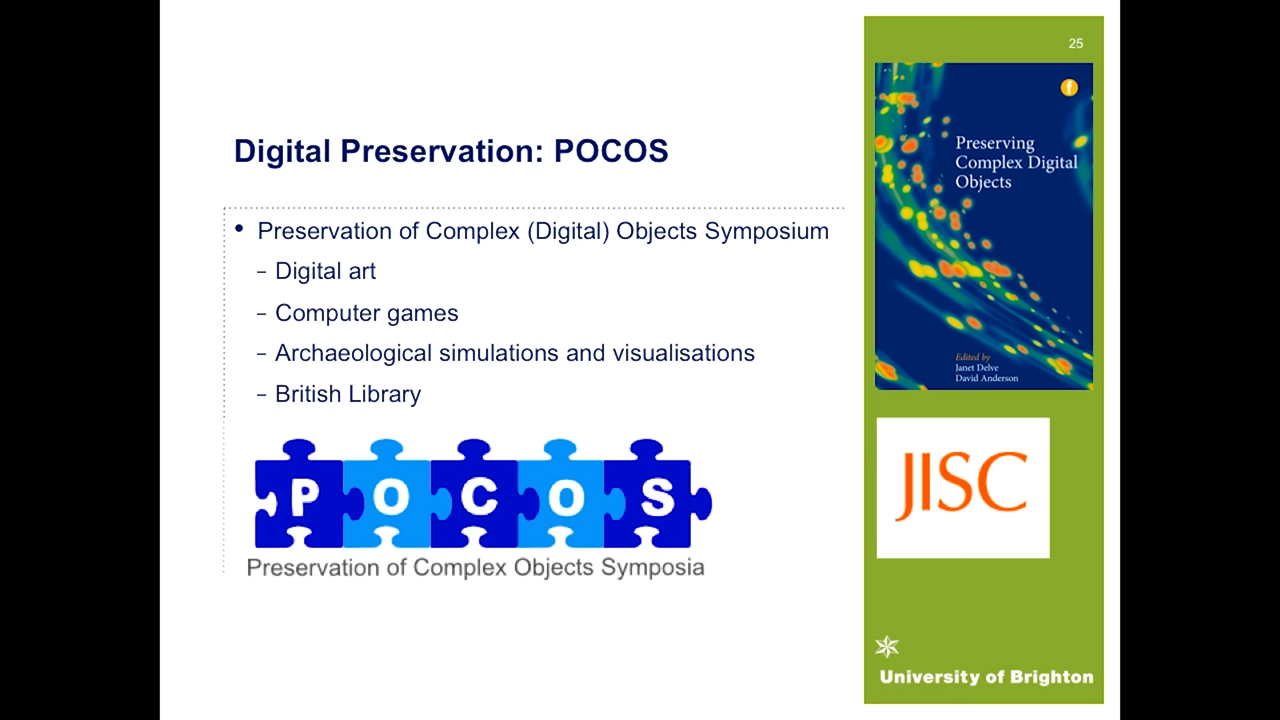 25
Digital Preservation: POCOS
• Preservation of Complex (Digital) Objects Symposium
– Digital art
– Computer games
– Archaeological simulations and visualisations
– British Library
POCOS
Preservation of Complex Objects Symposia
f
Preserving
Complex Digital
Objects
Edited by
Janet Delve
David Anderson
JISC
University of Brighton